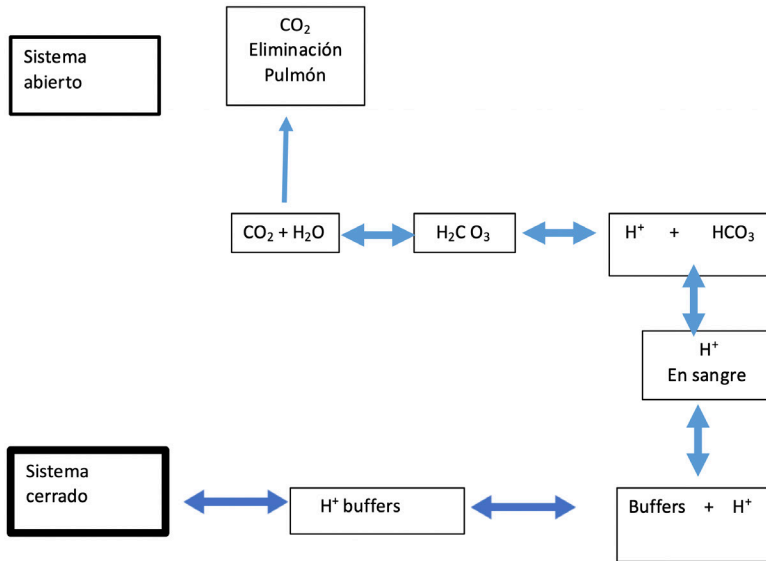 Sistema
abierto
CO₂
Eliminación
Pulmón
CO₂ + H₂O
H₂C O₃
H⁺ + HCO₃
H⁺
En sangre
Sistema
cerrado
H⁺ buffers
Buffers + H⁺